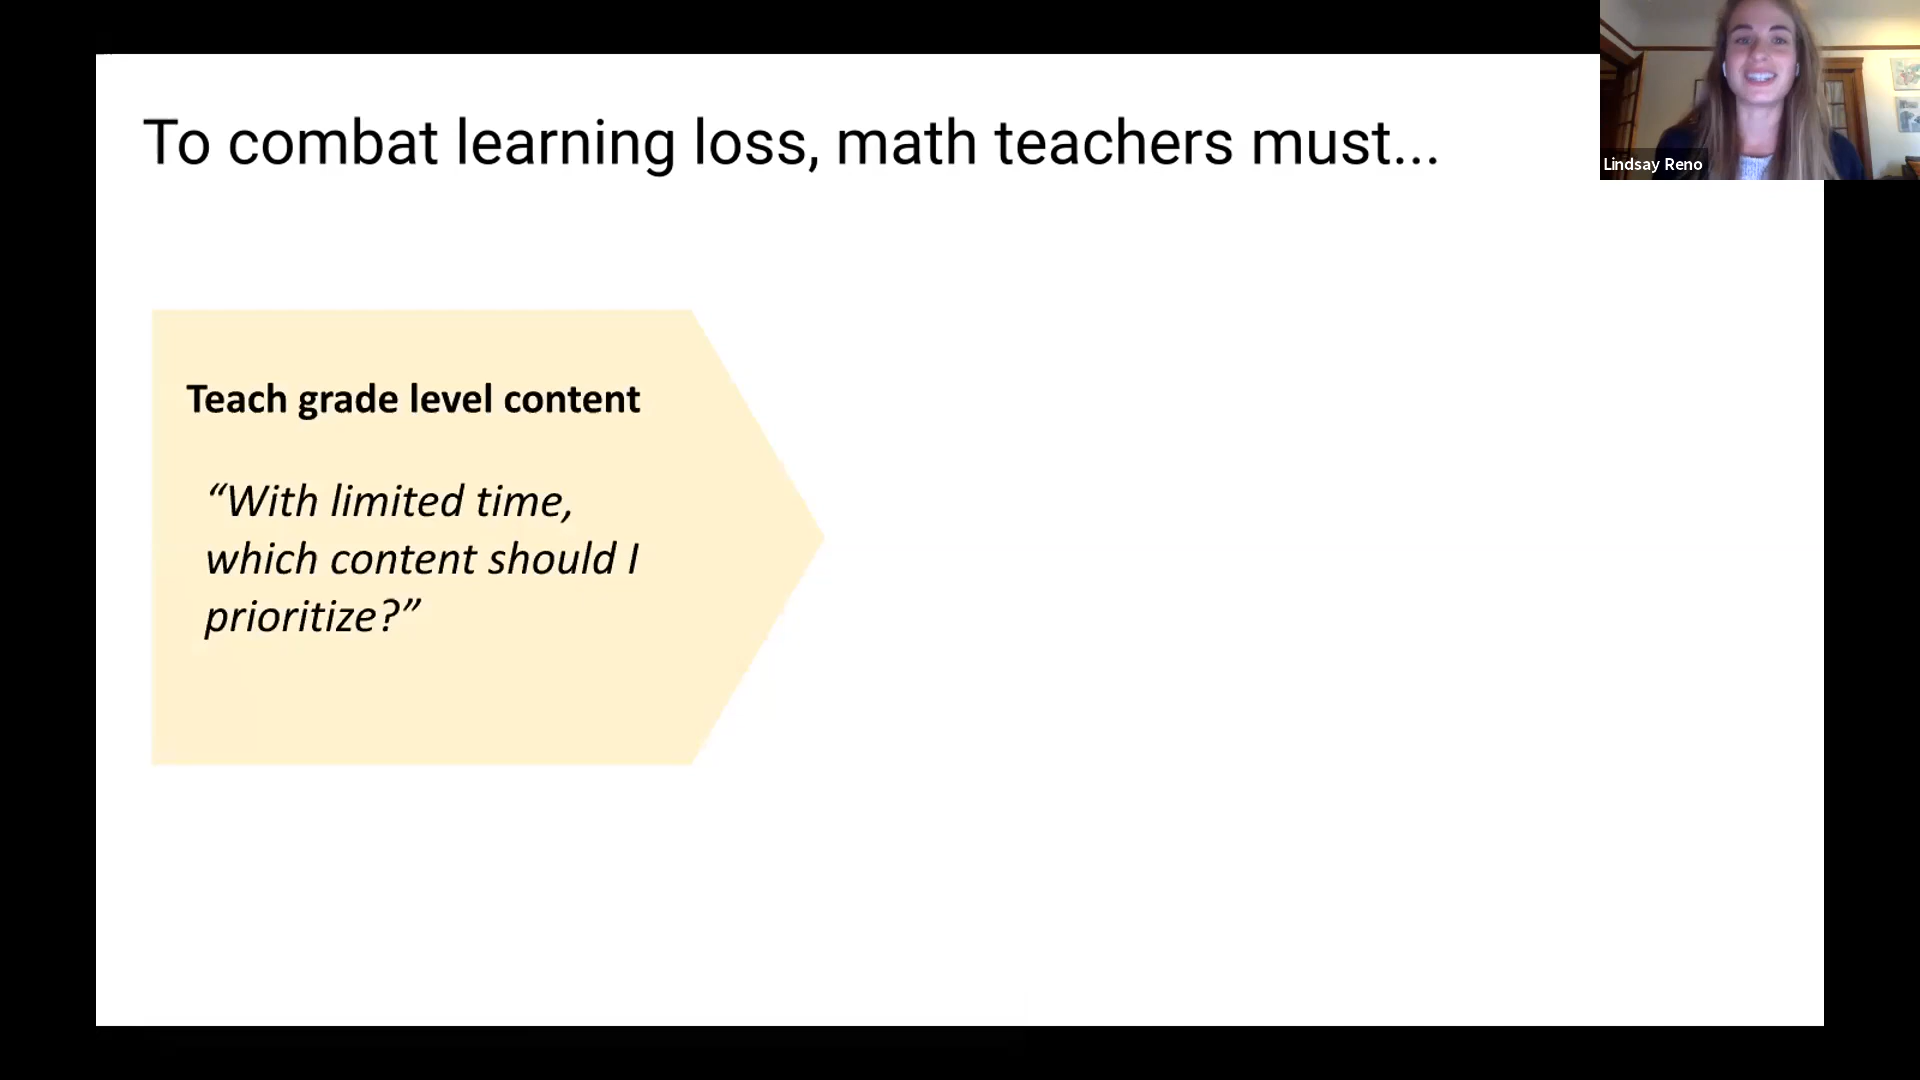 To combat learning loss, math teachers must...
Lindsay Reno
Teach grade level content
“With limited time,
which content should I
prioritize?”